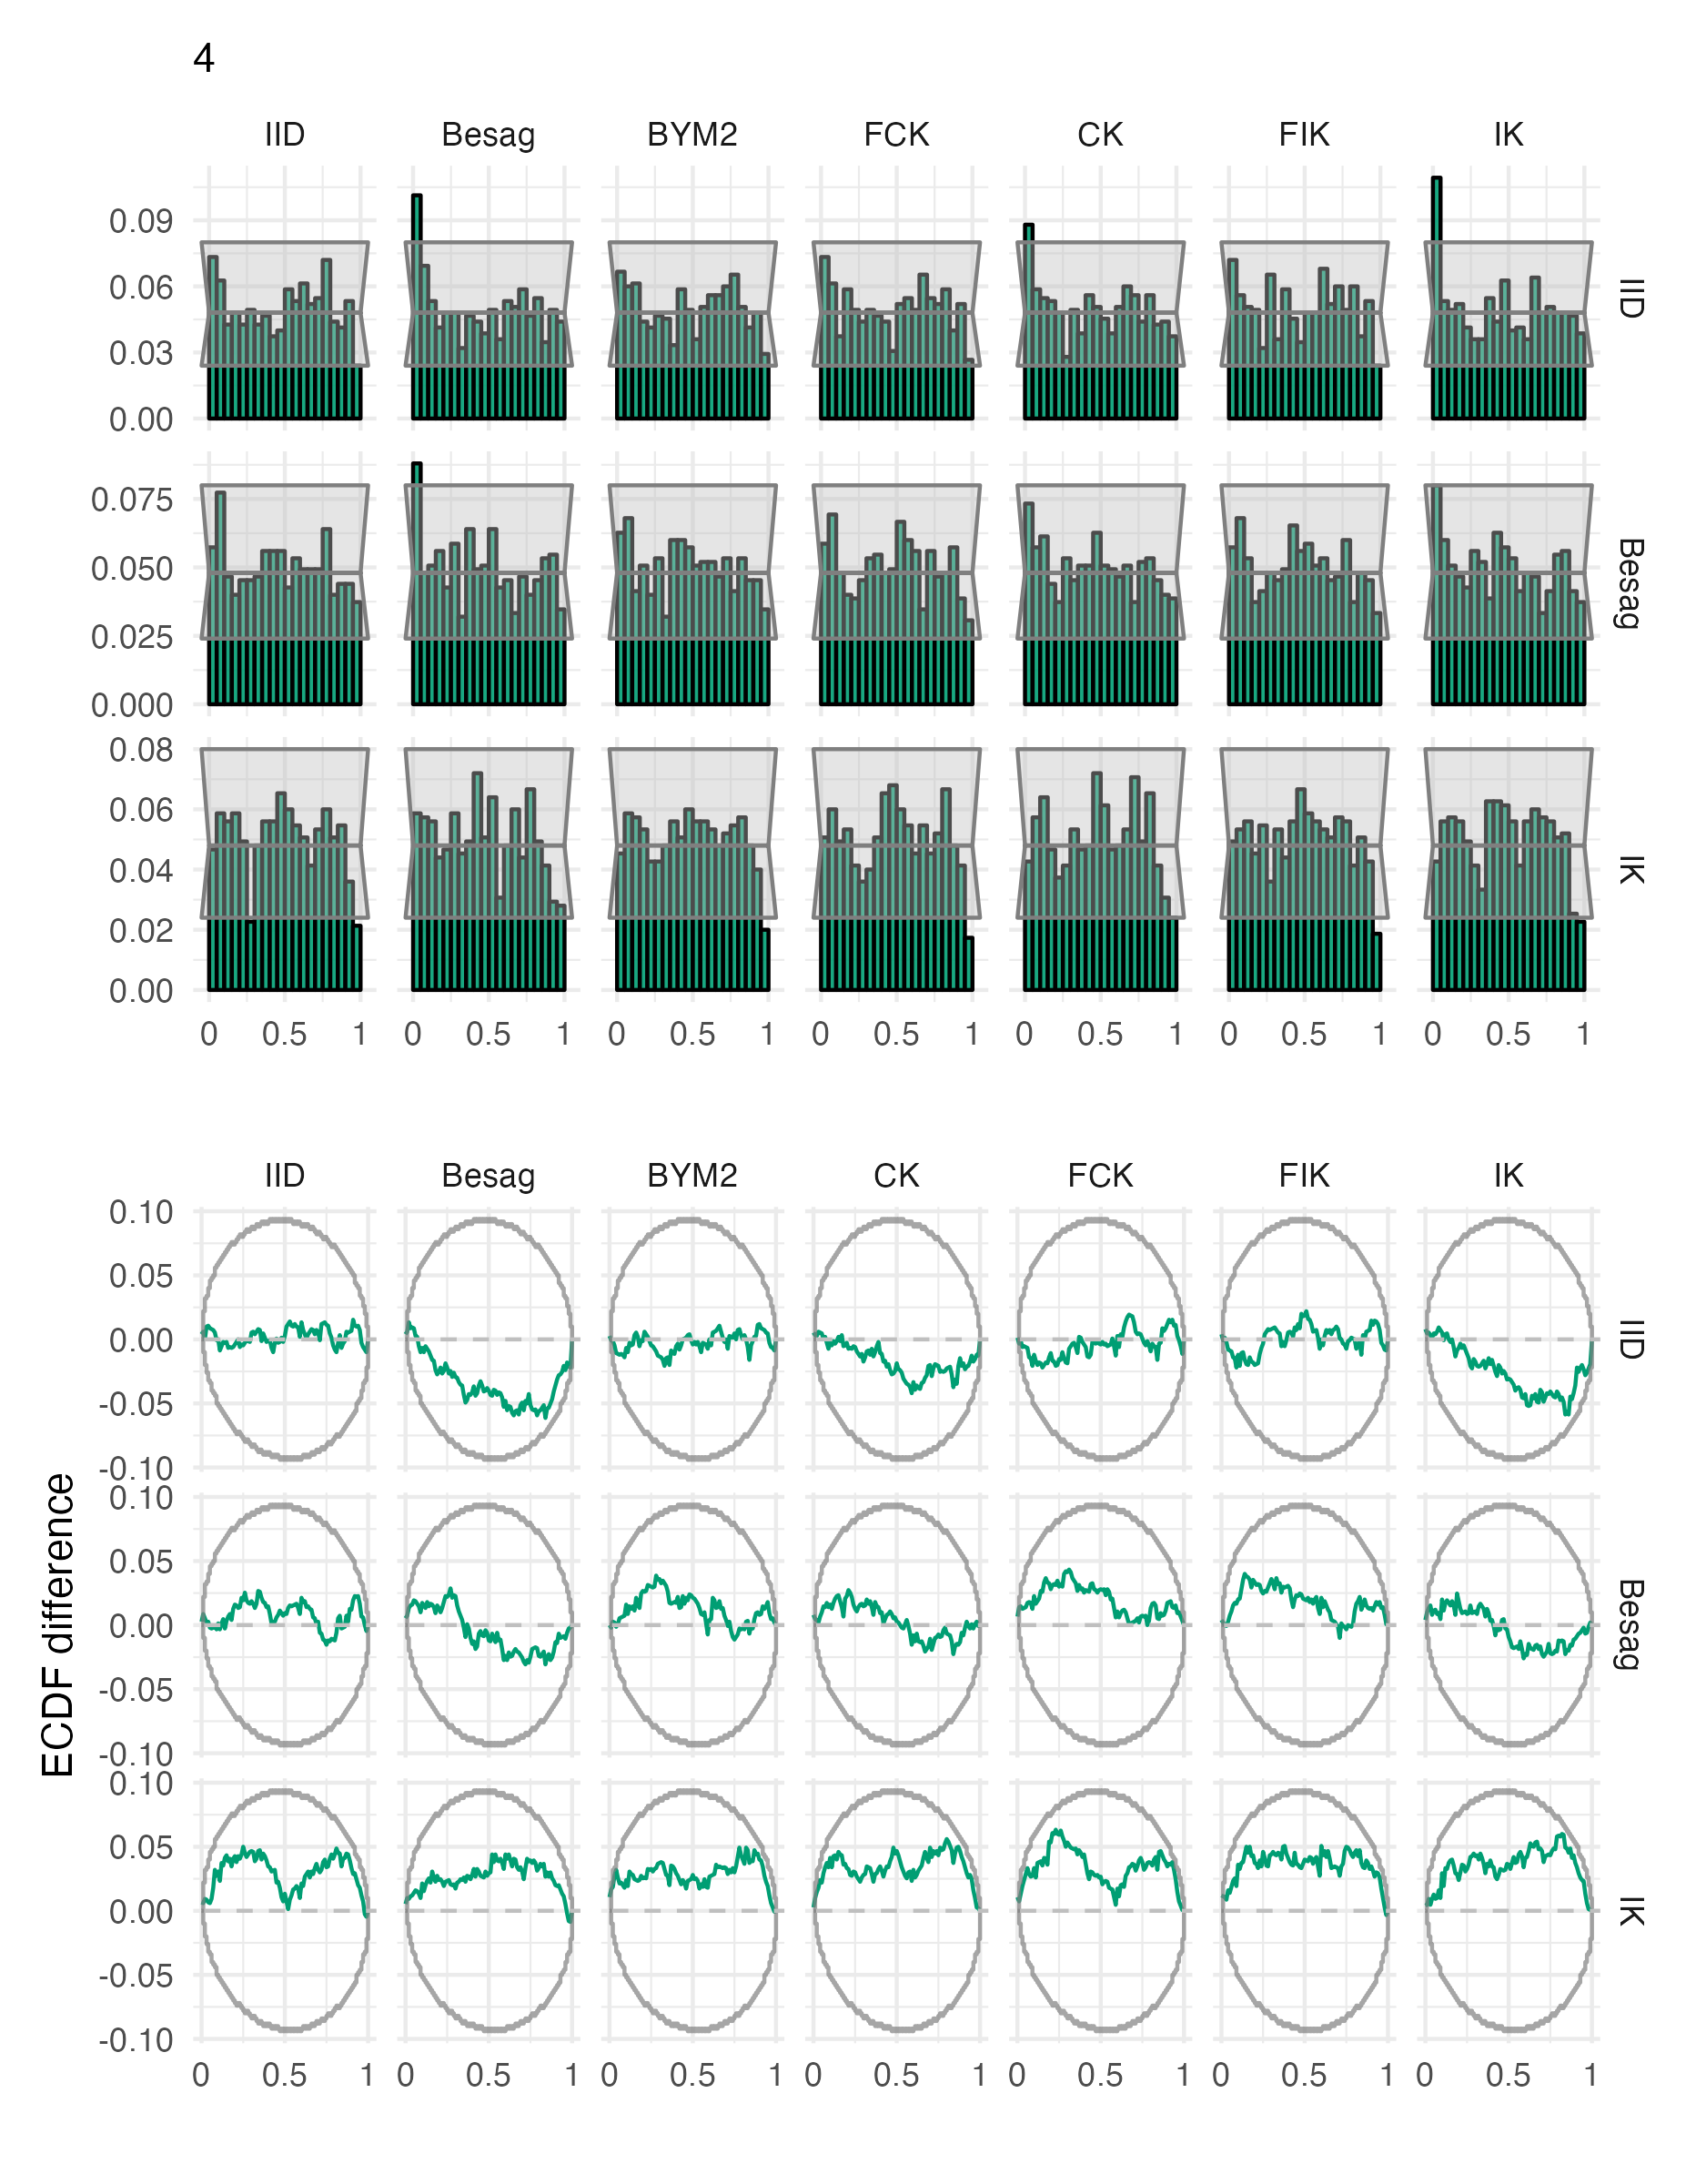 4
IID Besag BYM2 FCK CK FIK IK
0.09
0.06
0.03
0.00
IID
0.075
0.050
0.025
0.000
Besag
0.08
0.06
0.04
0.02
0.00
IK
0 0.5 1 0 0.5 1 0 0.5 1 0 0.5 1 0 0.5 1 0 0.5 1 0 0.5 1
IID Besag BYM2 CK FCK FIK IK
ECDF difference
0.10
0.05
0.00
-0.05
-0.10
IID
0.10
0.05
0.00
-0.05
-0.10
Besag
0.10
0.05
0.00
-0.05
-0.10
IK
0 0.5 1 0 0.5 1 0 0.5 1 0 0.5 1 0 0.5 1 0 0.5 1 0 0.5 1